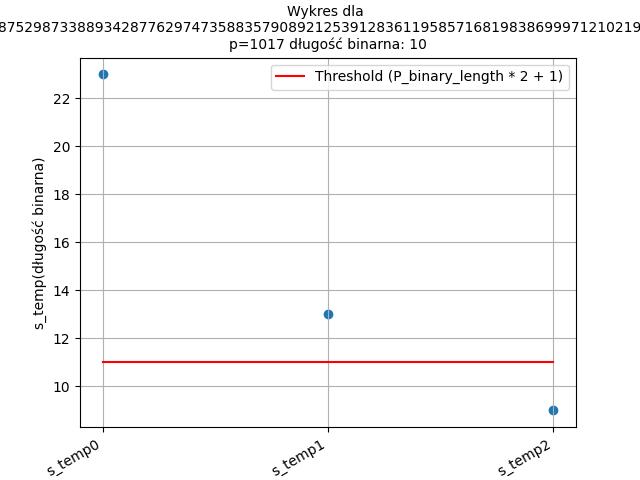 Wykres dla
8752987338893428776297473588357908921253912836119585716819838699971210219
p=1017 długość binarna: 10
Threshold (P_binary_length * 2 + 1)
s_temp(długość binarna)
22
20
18
16
14
12
10
s_temp0
s_temp1
s_temp2